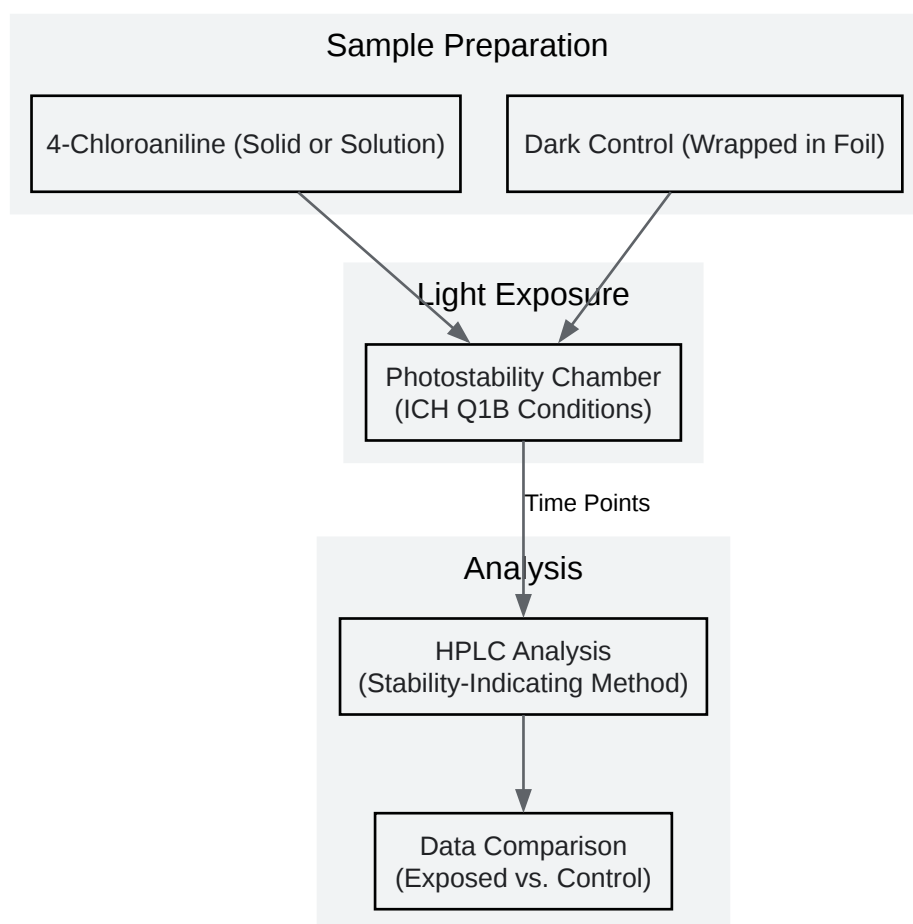 Sample Preparation
4-Chloroaniline (Solid or Solution)
Dark Control (Wrapped in Foil)
Light Exposure
Photostability Chamber
(ICH Q1B Conditions)
Time Points
Analysis
HPLC Analysis
(Stability-Indicating Method)
Data Comparison
(Exposed vs. Control)